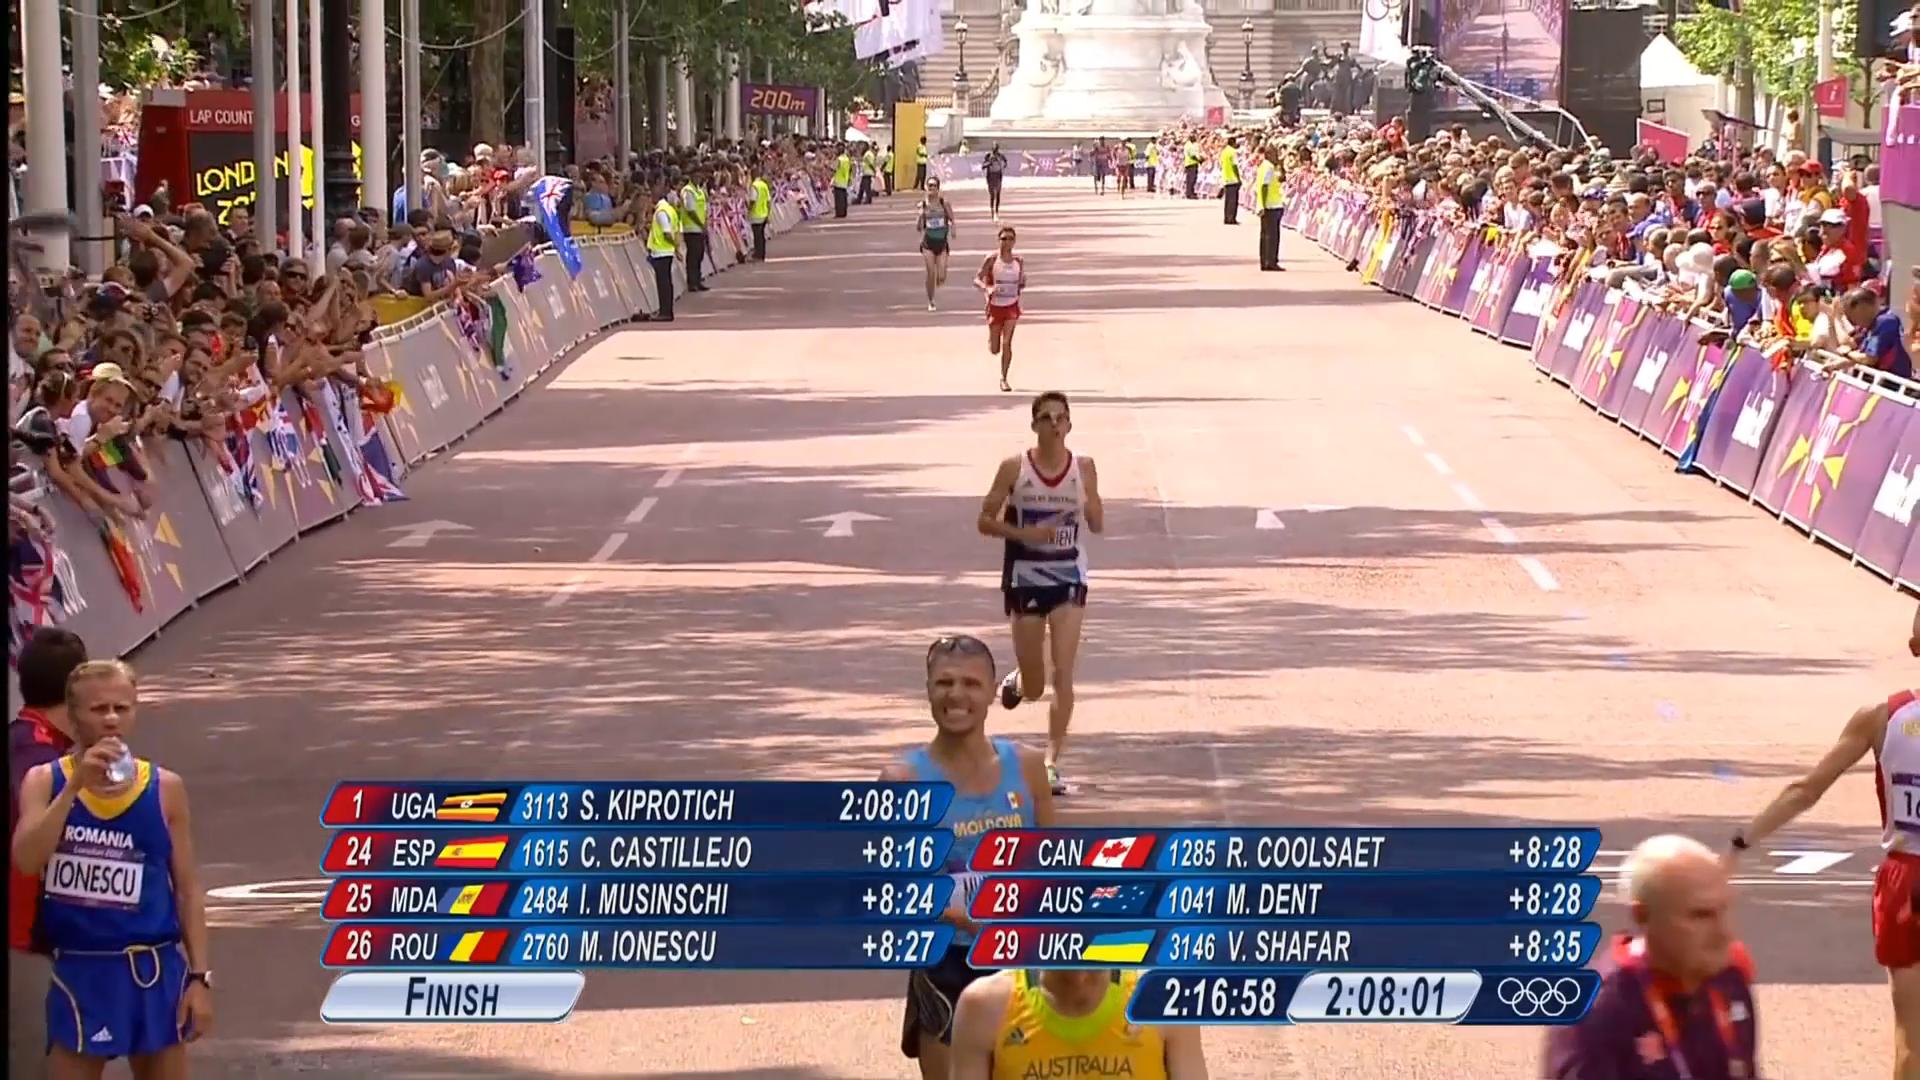 200m
LAP COUNT
LONDON
ROMANIA
London 2012
IONESCU
MOLDOVA
1 UGA 3113 S. KIPROTICH 2:08:01
24 ESP 1615 C. CASTILLEJO +8:16
25 MDA 2484 I. MUSINSCHI +8:24
26 ROU 2760 M. IONESCU +8:27
27 CAN 1285 R. COOLSAET +8:28
28 AUS 1041 M. DENT +8:28
29 UKR 3146 V. SHAFAR +8:35
FINISH
2:16:58 2:08:01
AUSTRALIA